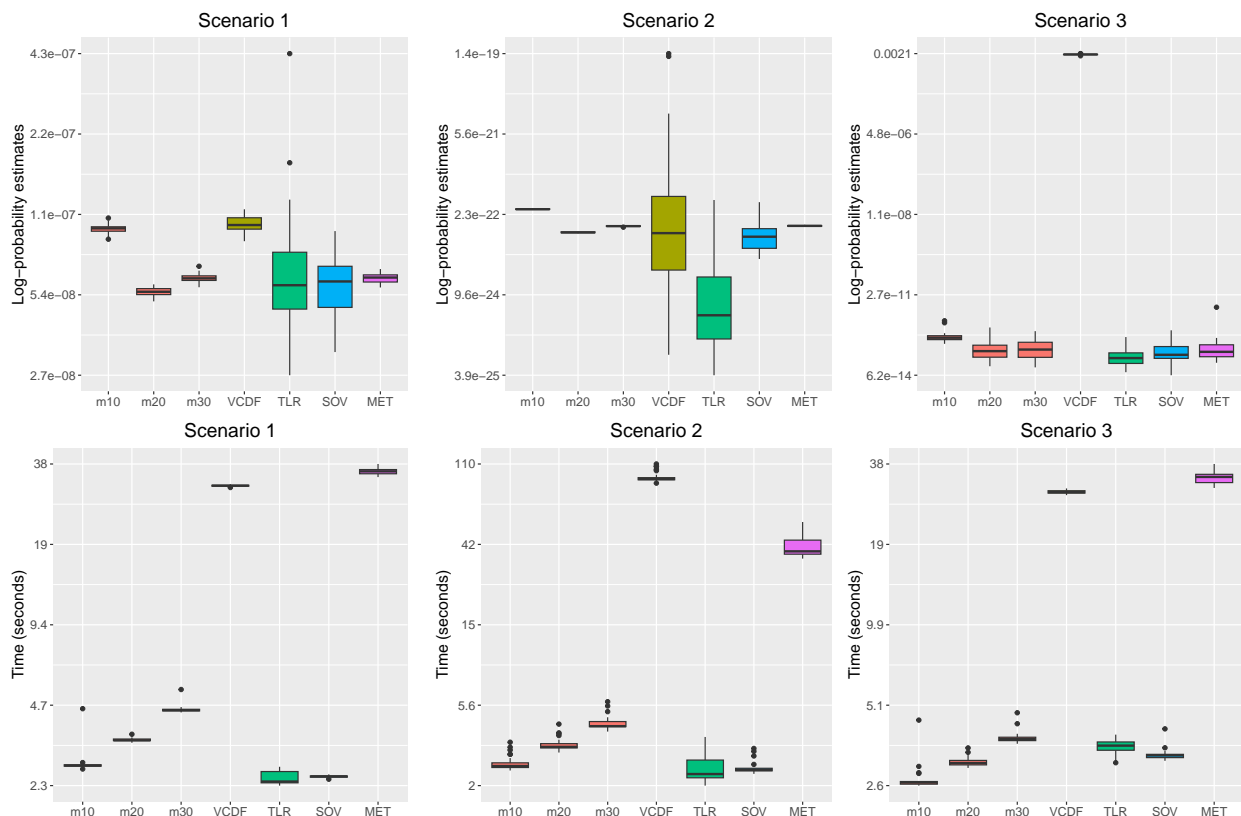 Scenario 1
Log−probability estimates
4.3e−07
2.2e−07
1.1e−07
5.4e−08
2.7e−08
m10 m20 m30 VCDF TLR SOV MET
Scenario 2
Log−probability estimates
1.4e−19
5.6e−21
2.3e−22
9.6e−24
3.9e−25
m10 m20 m30 VCDF TLR SOV MET
Scenario 3
Log−probability estimates
0.0021
4.8e−06
1.1e−08
2.7e−11
6.2e−14
m10 m20 m30 VCDF TLR SOV MET
Scenario 1
Time (seconds)
38
19
9.4
4.7
2.3
m10 m20 m30 VCDF TLR SOV MET
Scenario 2
Time (seconds)
110
42
15
5.6
2
m10 m20 m30 VCDF TLR SOV MET
Scenario 3
Time (seconds)
38
19
9.9
5.1
2.6
m10 m20 m30 VCDF TLR SOV MET